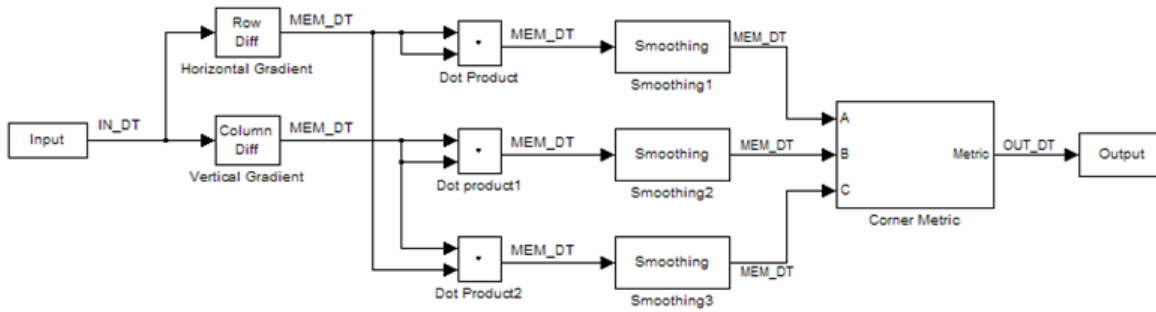 Row
Diff
MEM_DT
Horizontal Gradient
MEM_DT
Dot Product
Smoothing
MEM_DT
Smoothing1
Input
IN_DT
Column
Diff
MEM_DT
Vertical Gradient
MEM_DT
Dot product1
Smoothing
MEM_DT
Smoothing2
MEM_DT
Dot Product2
Smoothing
MEM_DT
Smoothing3
A
B
C
Metric
Corner Metric
OUT_DT
Output